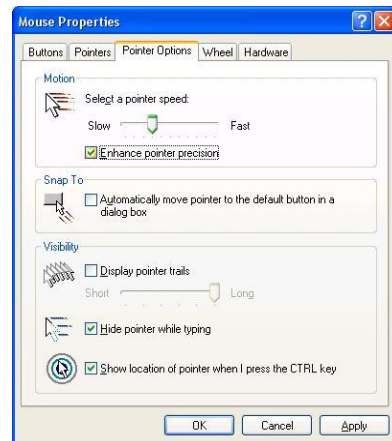 Mouse Properties
Buttons Pointers Pointer Options Wheel Hardware
Motion
Select a pointer speed:
Slow Fast
Enhance pointer precision
Snap To
Automatically move pointer to the default button in a
dialog box
Visibility
Display pointer trails
Short Long
Hide pointer while typing
Show location of pointer when I press the CTRL key
OK Cancel Apply